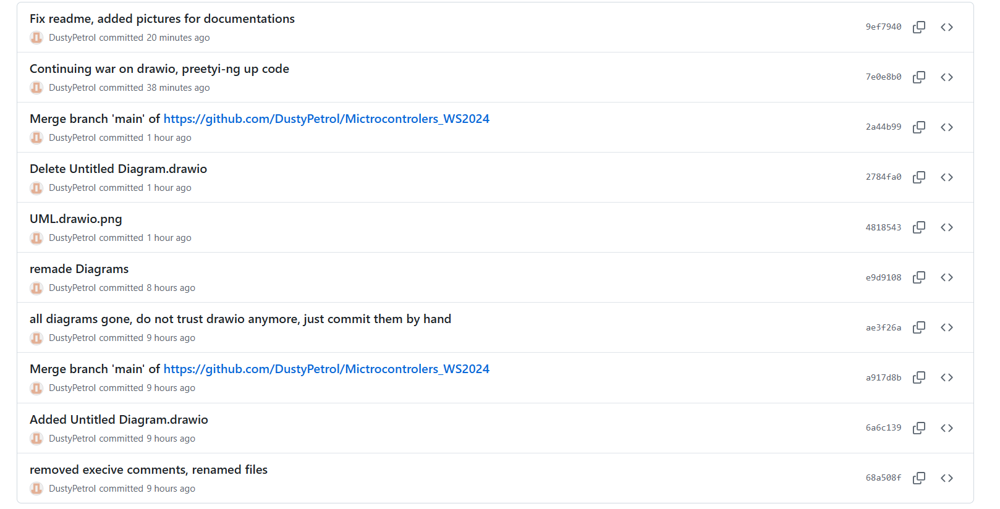 Fix readme, added pictures for documentations
9ef7940
DustyPetrol committed 20 minutes ago
Continuing war on drawio, preetyi-ng up code
7e0e8b0
DustyPetrol committed 38 minutes ago
Merge branch 'main' of https://github.com/DustyPetrol/Mictrocontrolers_WS2024
2a44b99
DustyPetrol committed 1 hour ago
Delete Untitled Diagram.drawio
2784fa0
DustyPetrol committed 1 hour ago
UML.drawio.png
4818543
DustyPetrol committed 1 hour ago
remade Diagrams
e9d9108
DustyPetrol committed 8 hours ago
all diagrams gone, do not trust drawio anymore, just commit them by hand
ae3f26a
DustyPetrol committed 9 hours ago
Merge branch 'main' of https://github.com/DustyPetrol/Mictrocontrolers_WS2024
a917d8b
DustyPetrol committed 9 hours ago
Added Untitled Diagram.drawio
6a6c139
DustyPetrol committed 9 hours ago
removed execive comments, renamed files
68a508f
DustyPetrol committed 9 hours ago